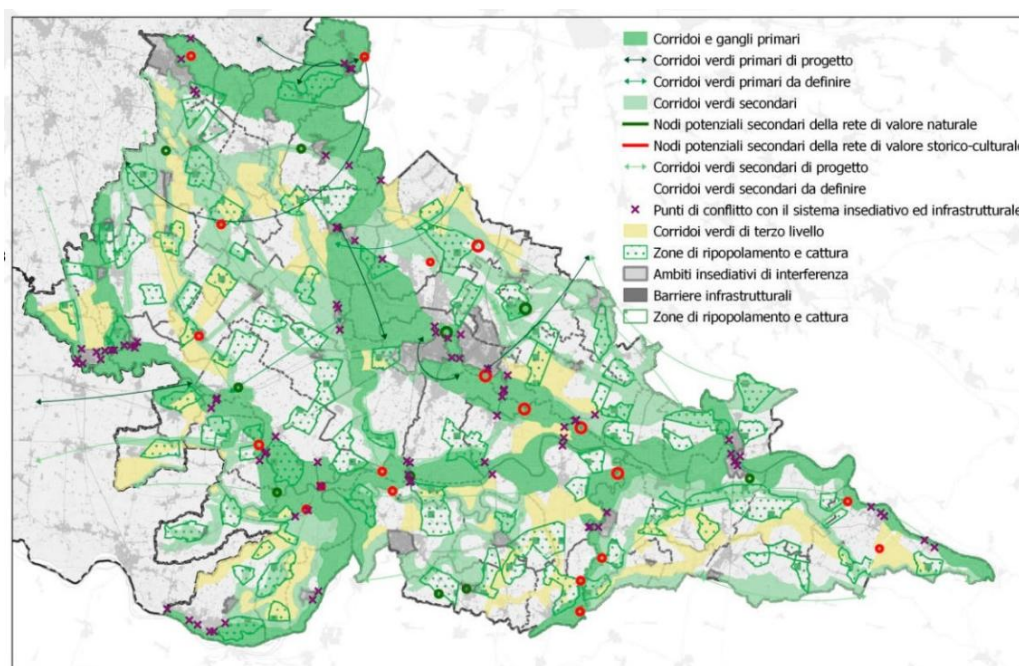 Corridoi e gangli primari
Corridoi verdi primari di progetto
Corridoi verdi primari da definire
Corridoi verdi secondari
Nodi potenziali secondari della rete di valore naturale
Nodi potenziali secondari della rete di valore storico-culturale
Corridoi verdi secondari di progetto
Corridoi verdi secondari da definire
Punti di conflitto con il sistema insediativo ed infrastrutturale
Corridoi verdi di terzo livello
Zone di ripopolamento e cattura
Ambiti insediativi di interferenza
Barriere infrastrutturali
Zone di ripopolamento e cattura